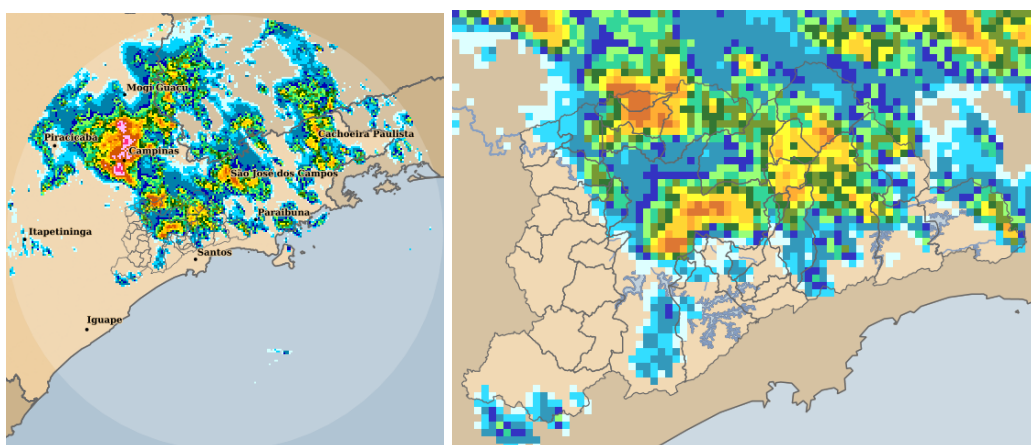 Mogi Guaçu
Piracicaba
Cachoeira Paulista
Campinas
São José dos Campos
Paraibuna
Itapetininga
Santos
Iguape